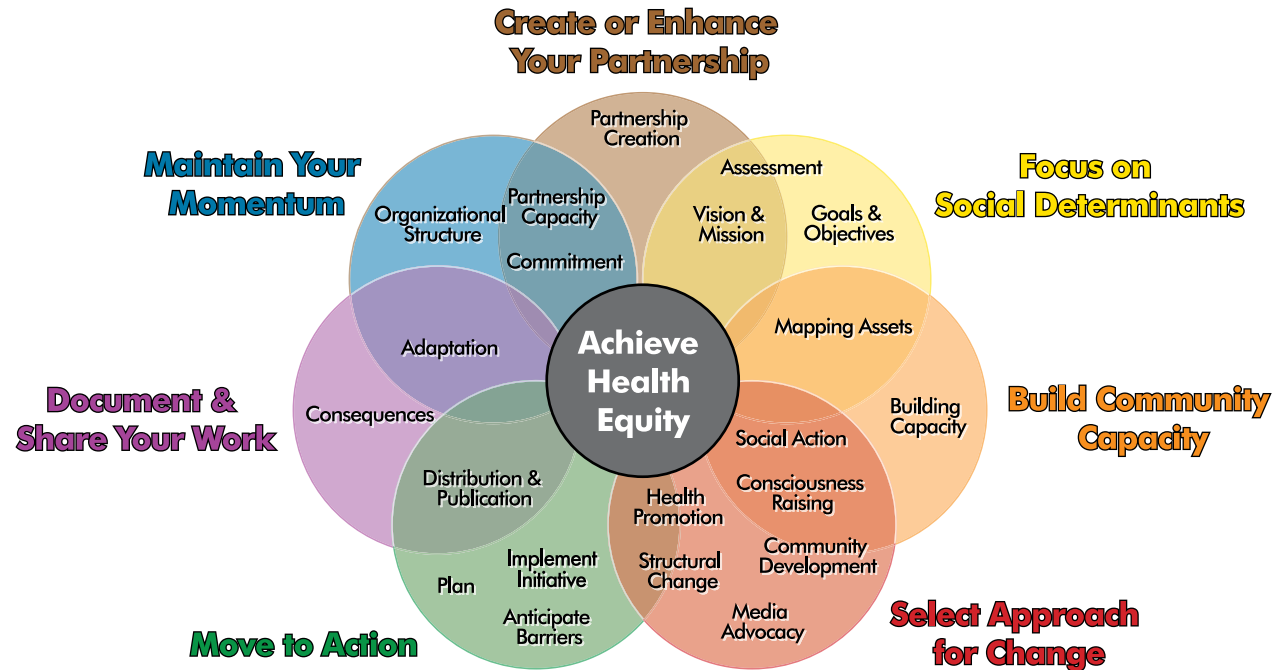 Create or Enhance
Your Partnership
Partnership
Creation
Maintain Your
Momentum
Organizational
Structure
Partnership
Capacity
Commitment
Assessment
Vision &
Mission
Goals &
Objectives
Focus on
Social Determinants
Adaptation
Achieve
Health
Equity
Mapping Assets
Document &
Share Your Work
Consequences
Building
Capacity
Build Community
Capacity
Social Action
Consciousness
Raising
Distribution &
Publication
Health
Promotion
Structural
Change
Community
Development
Plan
Implement
Initiative
Anticipate
Barriers
Media
Advocacy
Move to Action
Select Approach
for Change